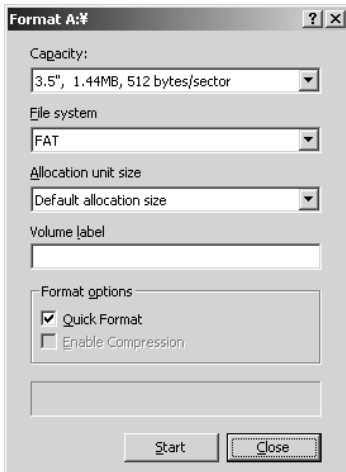 Format A:¥
Capacity:
3.5", 1.44MB, 512 bytes/sector
File system
FAT
Allocation unit size
Default allocation size
Volume label
Format options
Quick Format
Enable Compression
Start
Close